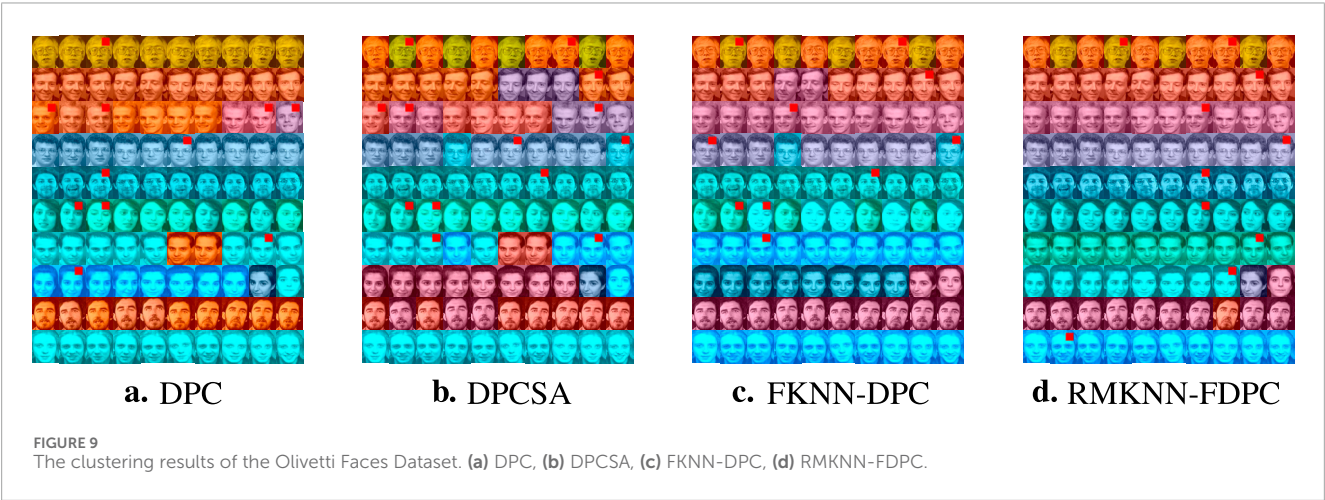 a. DPC
b. DPCSA
c. FKNN-DPC
d. RMKNN-FDPC
FIGURE 9
The clustering results of the Olivetti Faces Dataset. (a) DPC, (b) DPCSA, (c) FKNN-DPC, (d) RMKNN-FDPC.